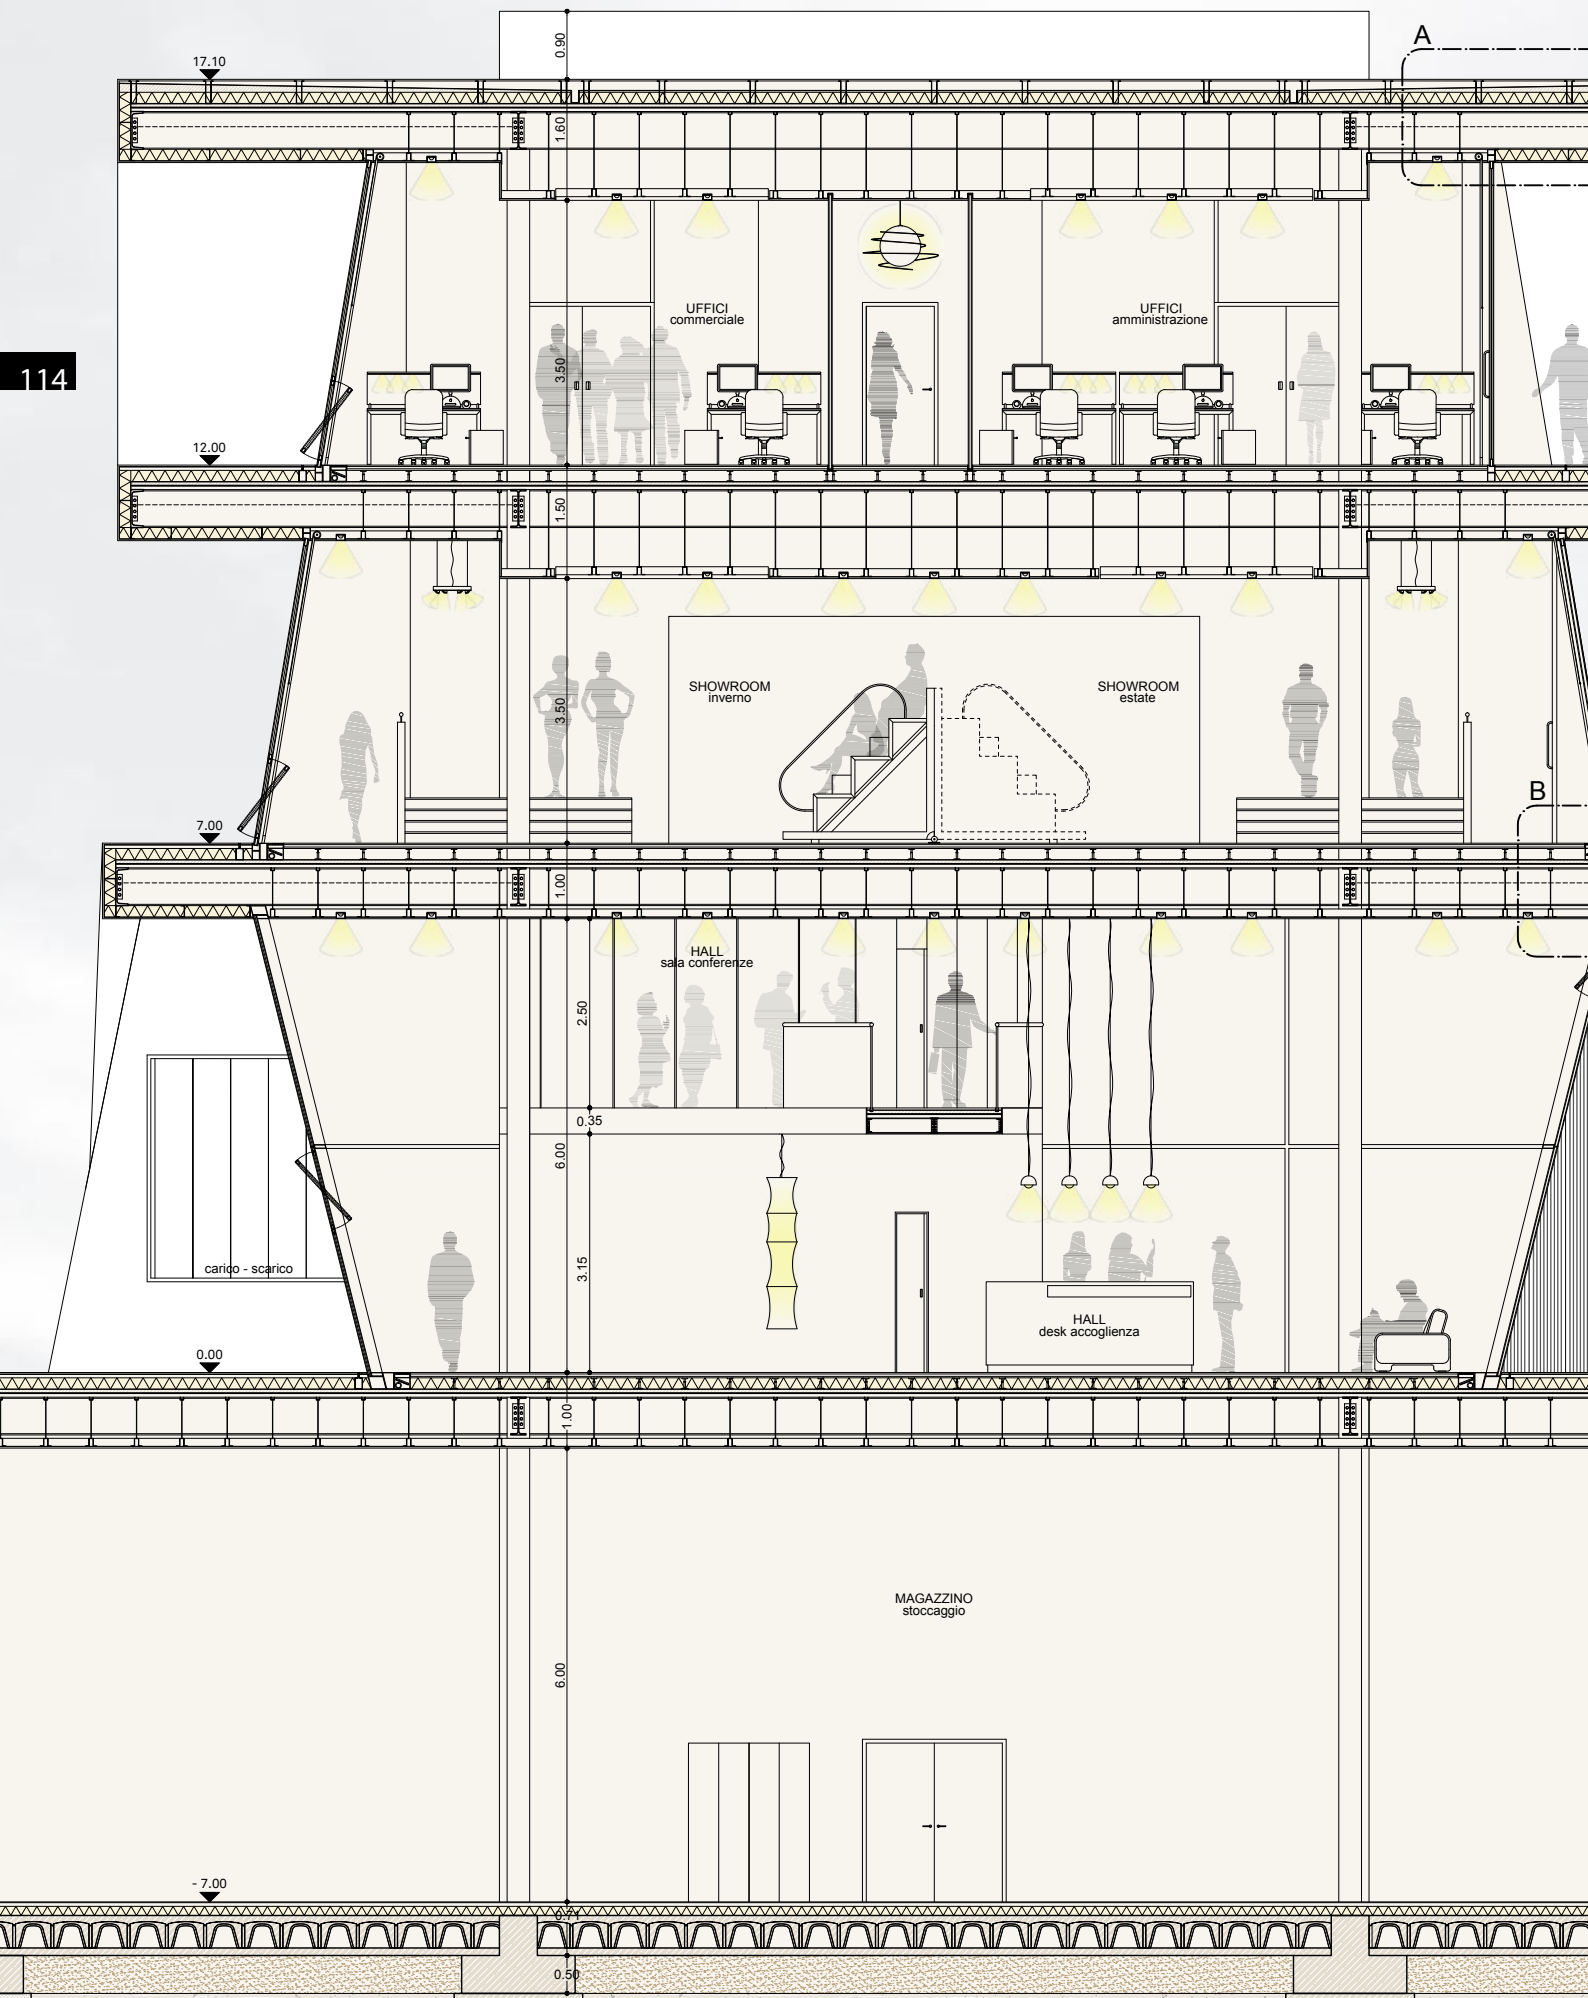 0.90
A
17.10
1.60
UFFICI
commerciale
UFFICI
amministrazione
3.50
114
12.00
1.50
SHOWROOM
inverno
SHOWROOM
estate
3.50
B
7.00
1.00
HALL
sala conferenze
2.50
0.35
6.00
3.15
carico - scarico
HALL
desk accoglienza
0.00
1.00
MAGAZZINO
stoccaggio
6.00
- 7.00
0.71
0.50